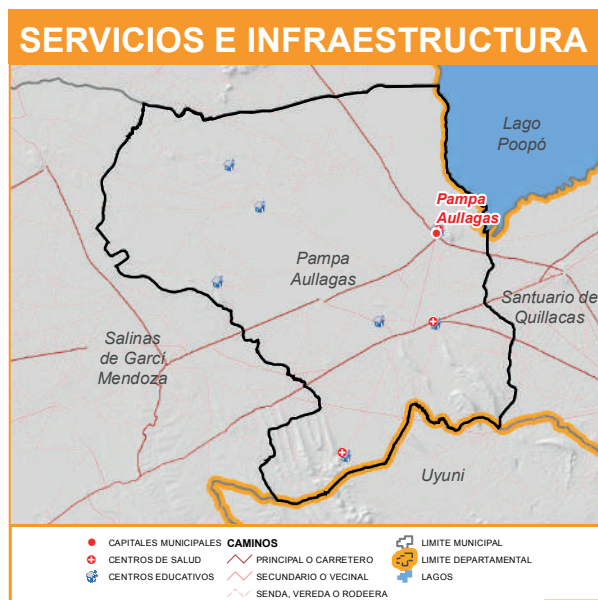 SERVICIOS E INFRAESTRUCTURA
Lago
Poopó
Pampa
Aullagas
Pampa
Aullagas
Santuario de
Quillacas
Salinas
de Garcí
Mendoza
Uyuni
CAPITALES MUNICIPALES
CENTROS DE SALUD
CENTROS EDUCATIVOS
CAMINOS
PRINCIPAL O CARRETERO
SECUNDARIO O VECINAL
SENDA, VEREDA O RODEERA
LIMITE MUNICIPAL
LIMITE DEPARTAMENTAL
LAGOS